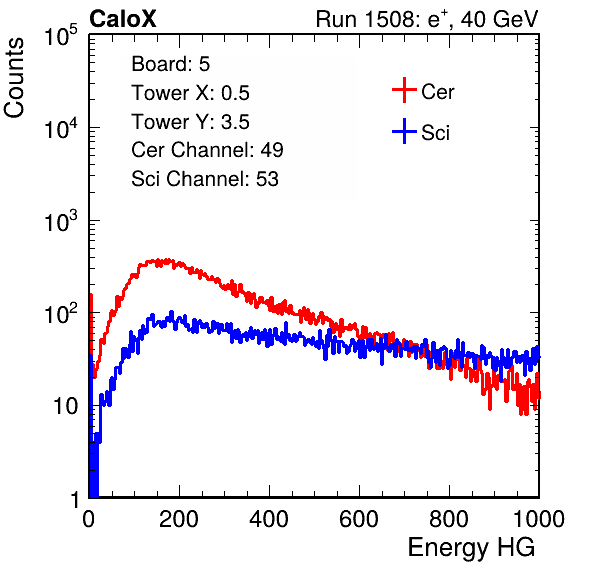 CaloX Run 1508: e⁺, 40 GeV
Counts
Board: 5
Tower X: 0.5
Tower Y: 3.5
Cer Channel: 49
Sci Channel: 53
Cer
Sci
10⁵
10⁴
10³
10²
10
1
0 200 400 600 800 1000
Energy HG